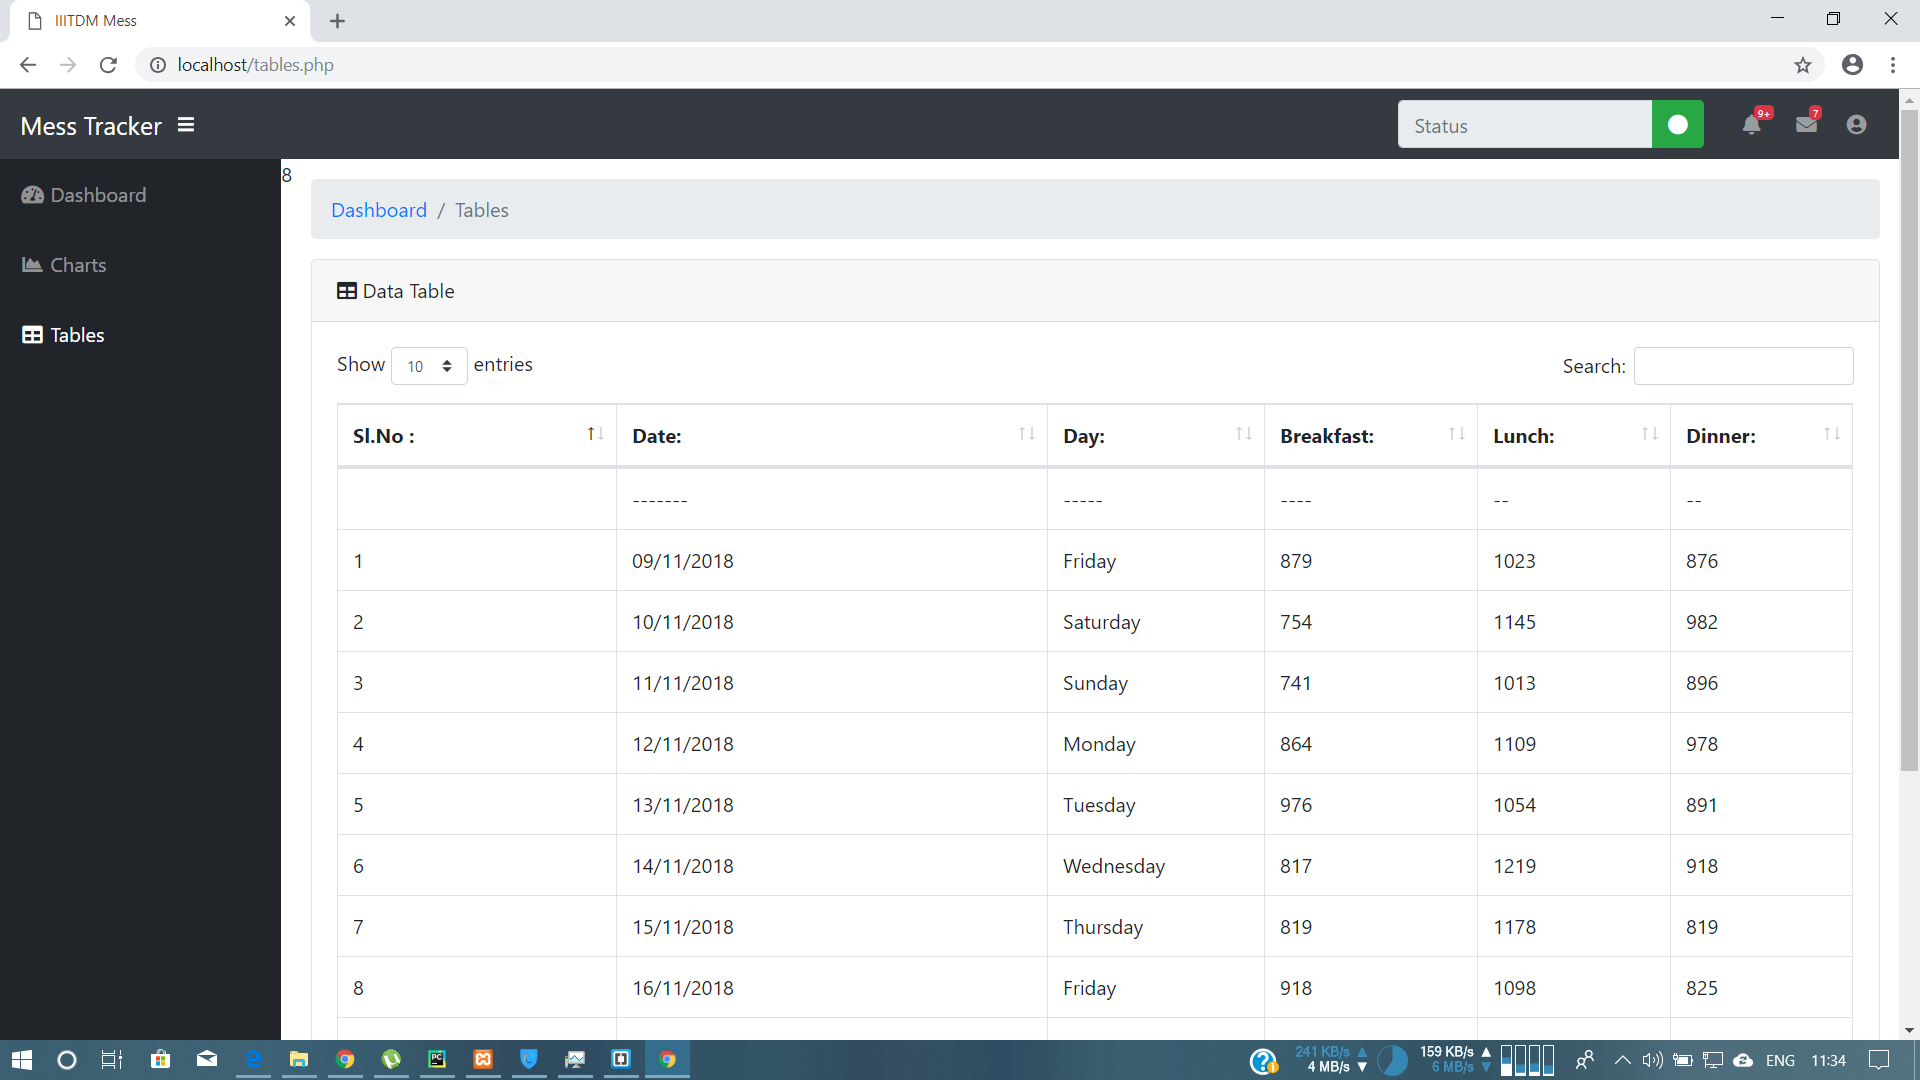 IIITDM Mess
localhost/tables.php
Mess Tracker
Status
9+
7
8
Dashboard
Charts
Tables
Dashboard / Tables
Data Table
Show 10 entries
Search:
Sl.No : Date: Day: Breakfast: Lunch: Dinner:
------- ----- ---- -- --
1 09/11/2018 Friday 879 1023 876
2 10/11/2018 Saturday 754 1145 982
3 11/11/2018 Sunday 741 1013 896
4 12/11/2018 Monday 864 1109 978
5 13/11/2018 Tuesday 976 1054 891
6 14/11/2018 Wednesday 817 1219 918
7 15/11/2018 Thursday 819 1178 819
8 16/11/2018 Friday 918 1098 825
241 KB/s 159 KB/s
4 MB/s 6 MB/s
ENG 11:34